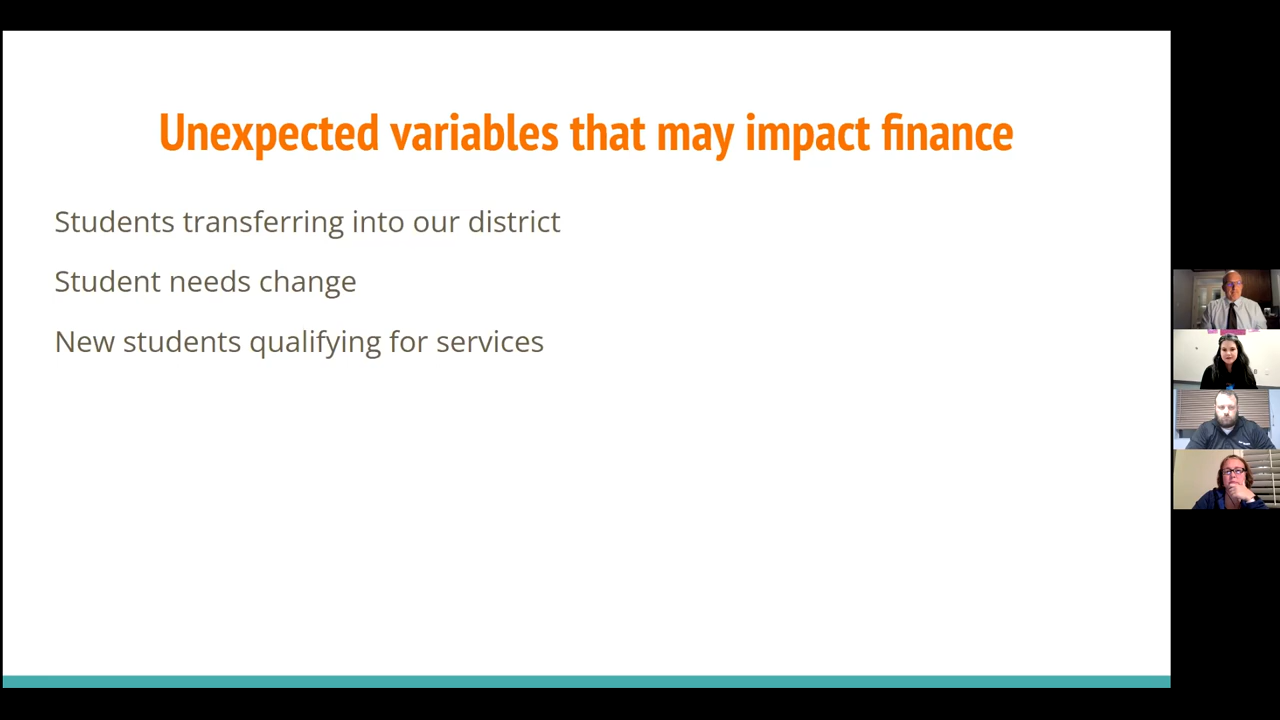 Unexpected variables that may impact finance
Students transferring into our district
Student needs change
New students qualifying for services